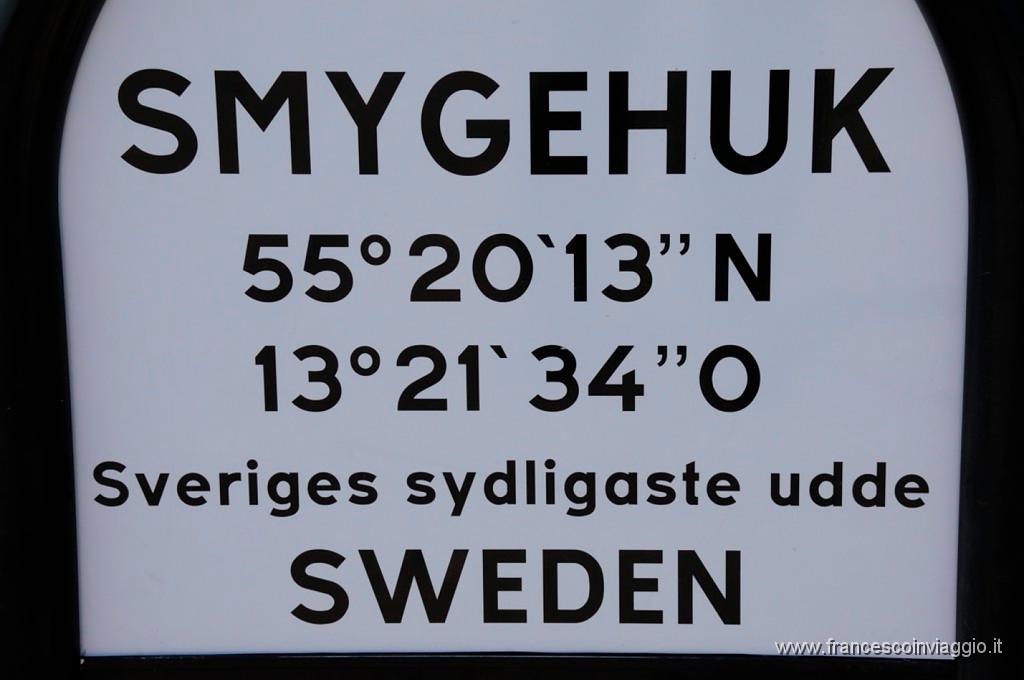 SMYGEHUK
55°20`13”N
13°21`34”O
Sveriges sydligaste udde
SWEDEN
www.francescoinviaggio.it